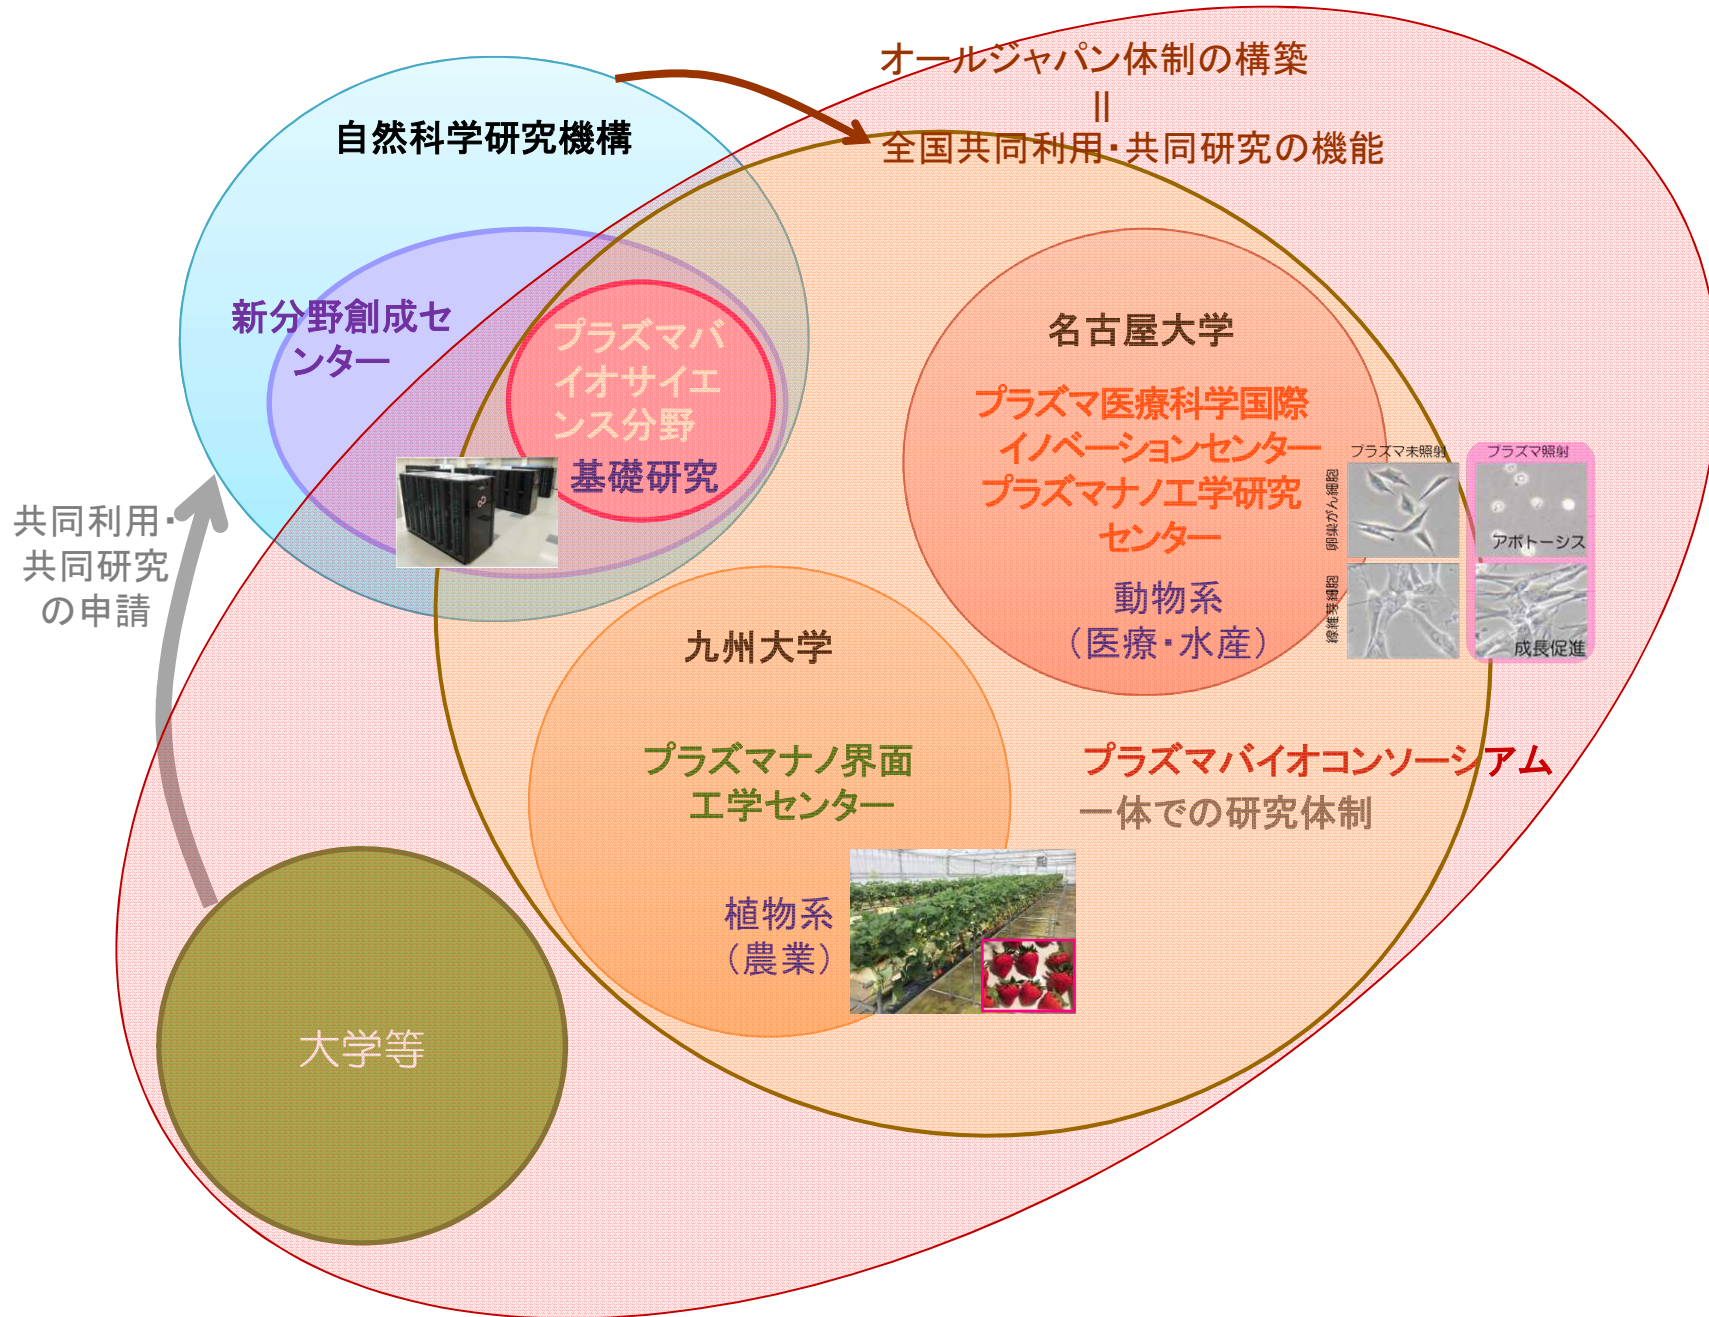 オールジャパン体制の構築
＝
全国共同利用・共同研究の機能
自然科学研究機構
新分野創成セ
ンター
プラズマバ
イオサイエ
ンス分野
基礎研究
名古屋大学
プラズマ医療科学国際
イノベーションセンター
プラズマナノ工学研究
センター
動物系
（医療・水産）
プラズマ未照射
プラズマ照射
卵巣がん細胞
アポトーシス
線維芽細胞
成長促進
共同利用・
共同研究
の申請
九州大学
プラズマナノ界面
工学センター
植物系
（農業）
プラズマバイオコンソーシアム
一体での研究体制
大学等